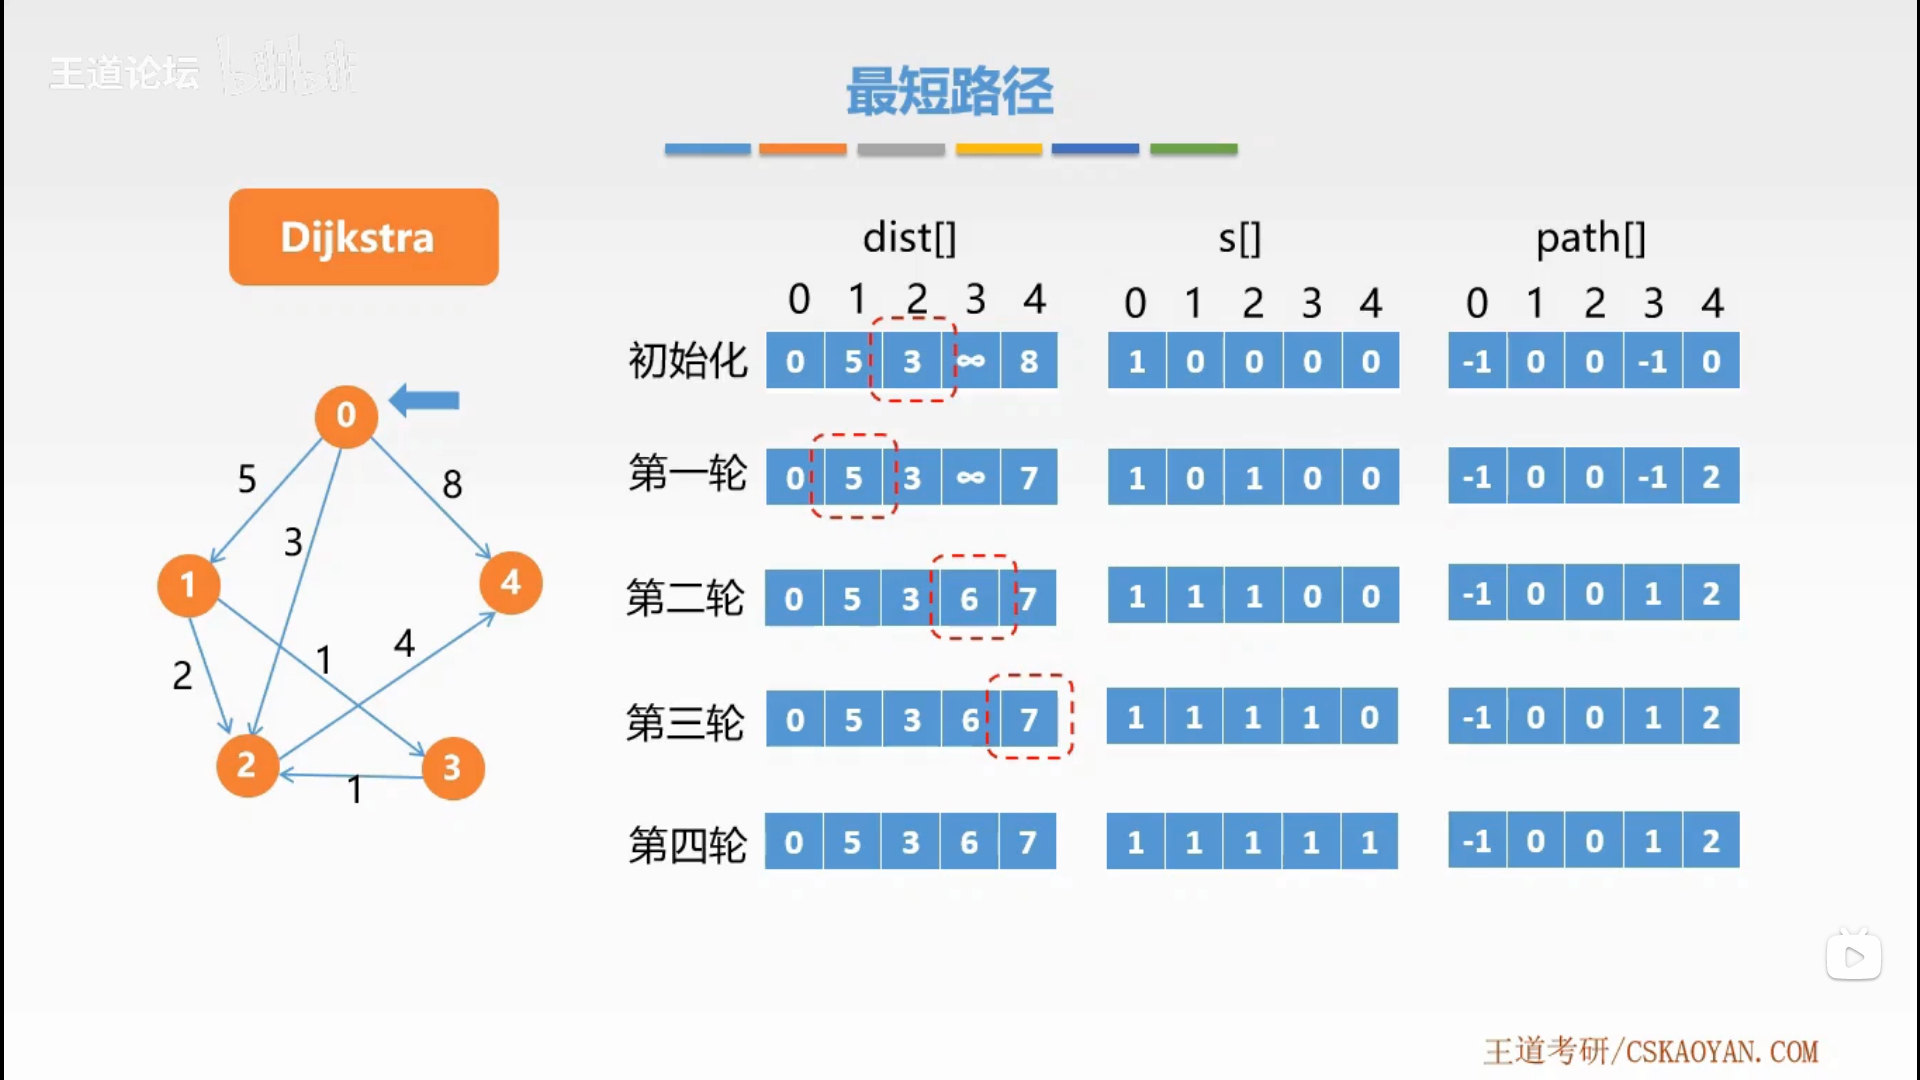 王道论坛 bilibili
最短路径
Dijkstra
dist[] s[] path[]
0 1 2 3 4 0 1 2 3 4 0 1 2 3 4
初始化 0 5 3 ∞ 8 1 0 0 0 0 -1 0 0 -1 0
第一轮 0 5 3 ∞ 7 1 0 1 0 0 -1 0 0 -1 2
第二轮 0 5 3 6 7 1 1 1 0 0 -1 0 0 1 2
第三轮 0 5 3 6 7 1 1 1 1 0 -1 0 0 1 2
第四轮 0 5 3 6 7 1 1 1 1 1 -1 0 0 1 2
0
5
8
3
1
4
2
1
4
2
3
1
王道考研/CSKAOYAN.COM